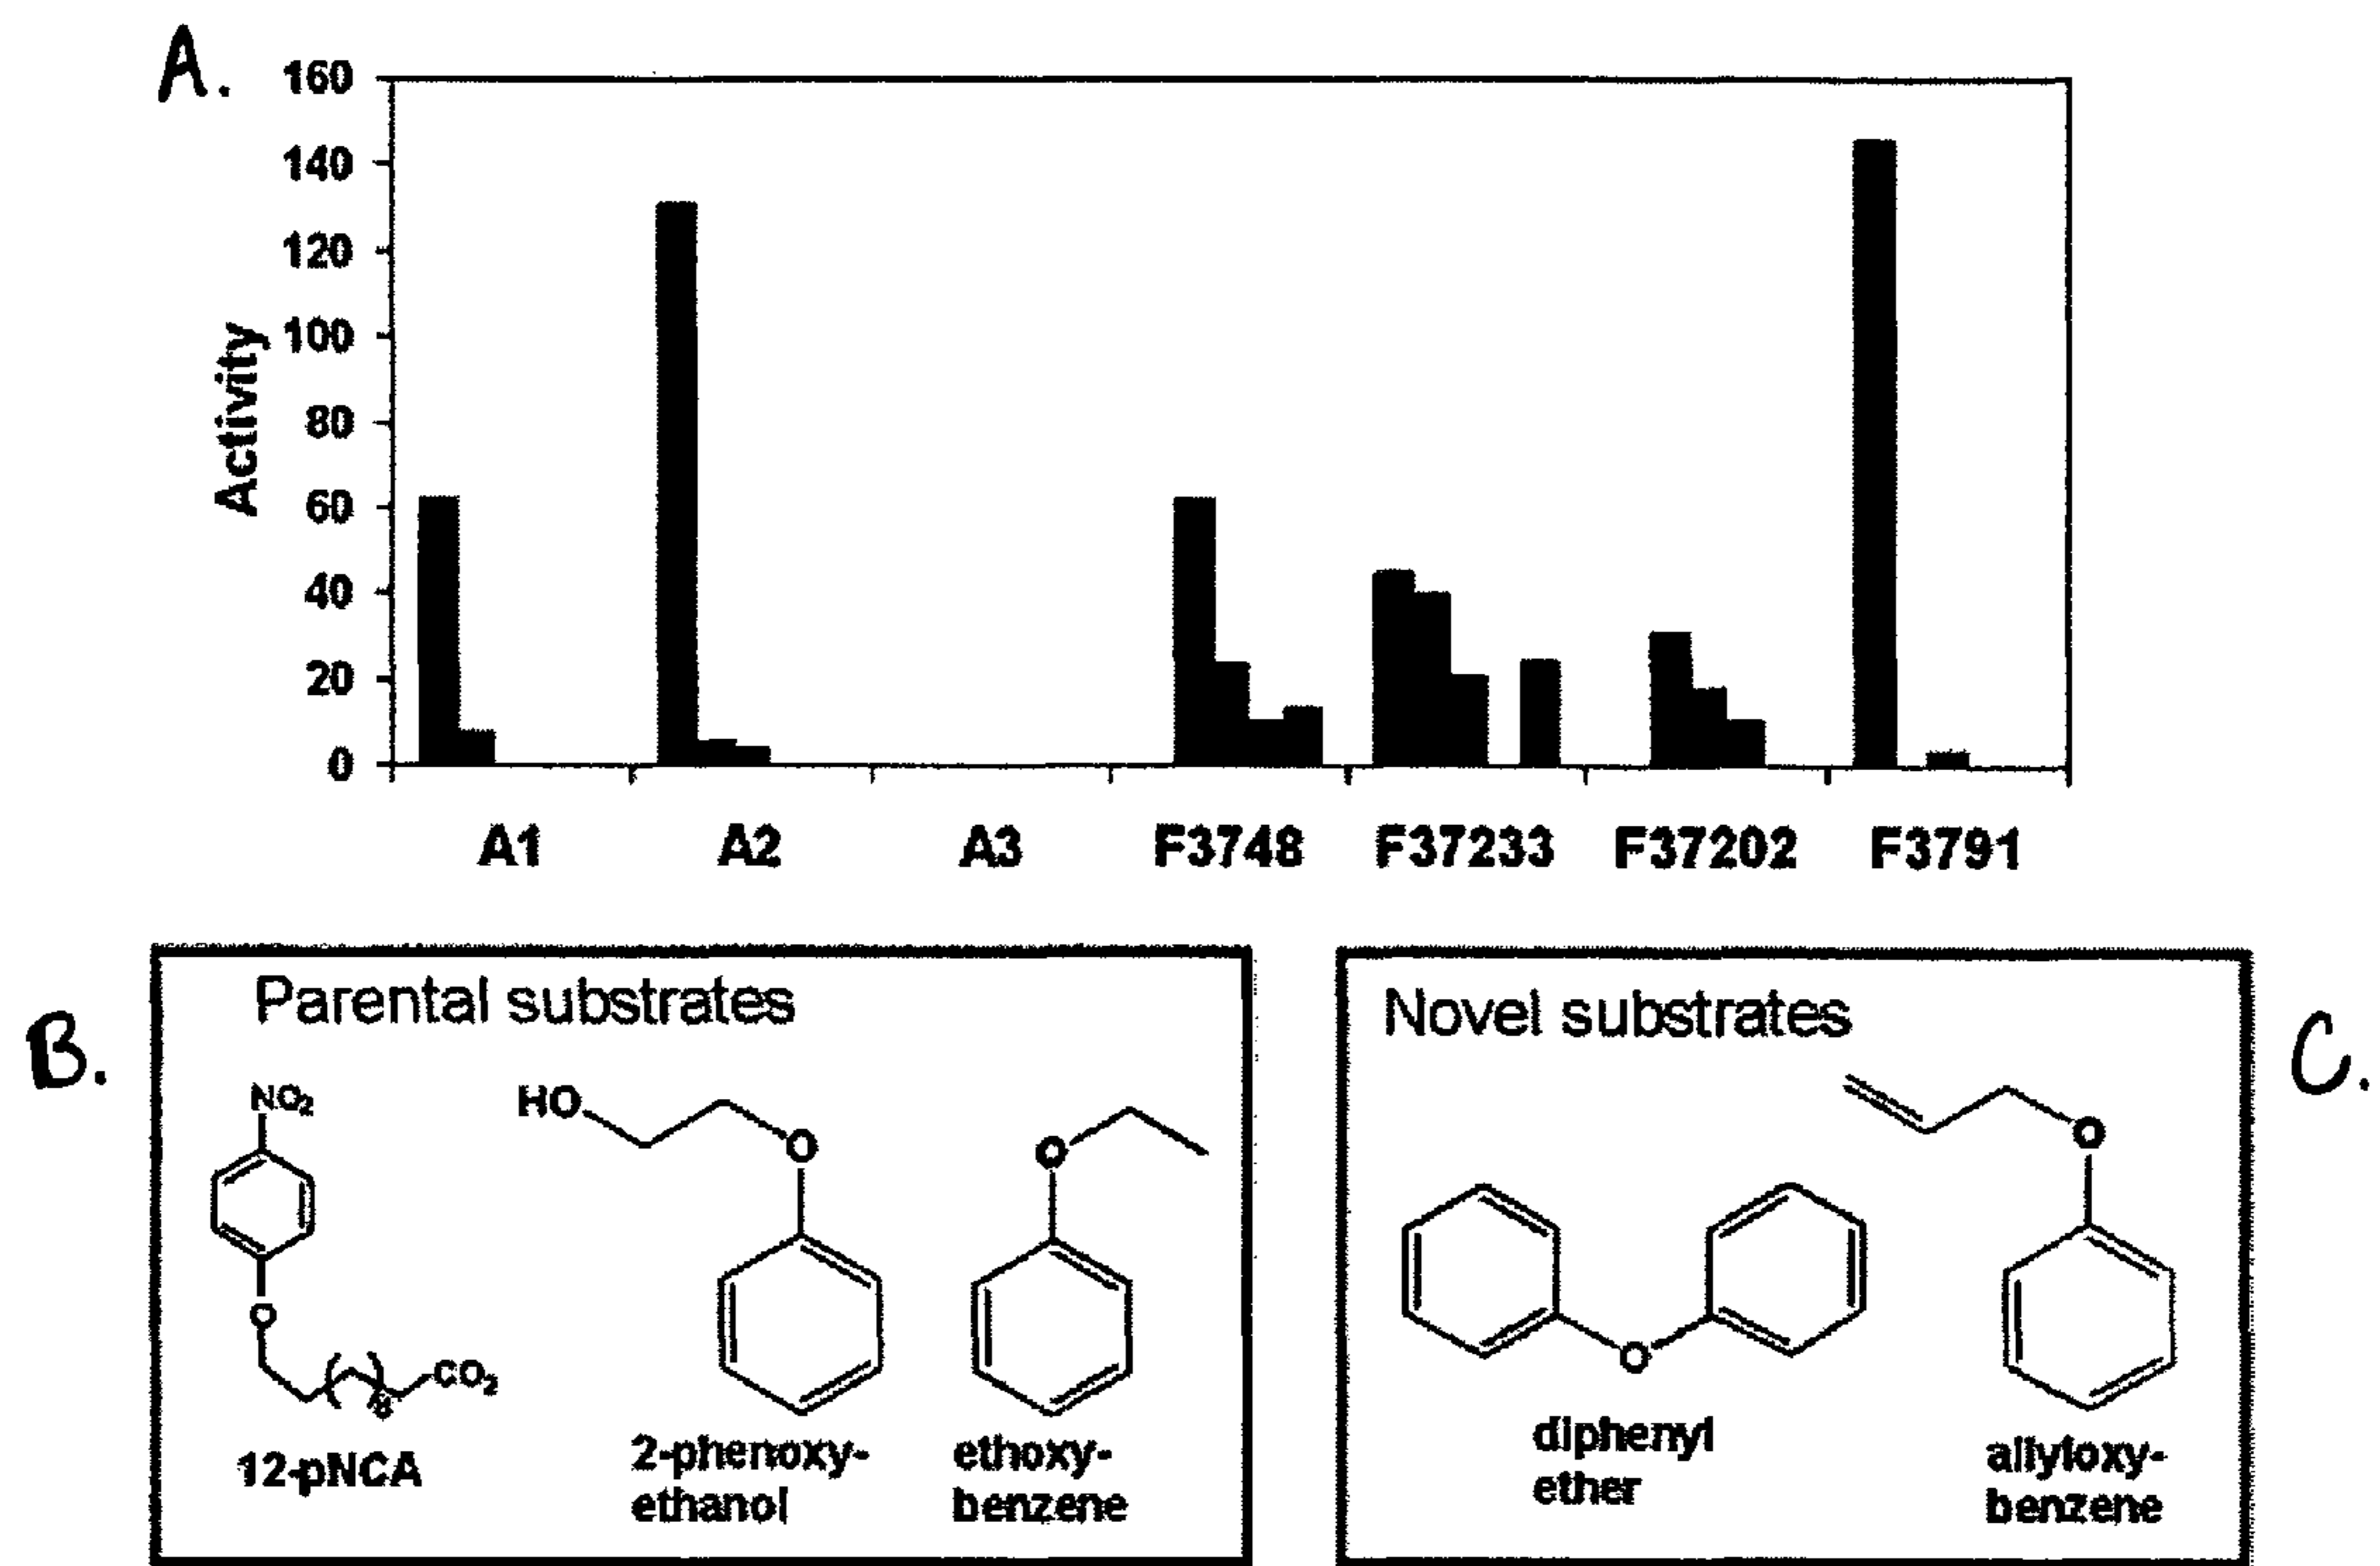 A.
160
140
120
100
80
60
40
20
0
Activity
A1 A2 A3 F3748 F37233 F37202 F3791
B.
Parental substrates
NO2
O
CO2
8
12-pNCA
HO
O
2-phenoxy-
ethanol
O
ethoxy-
benzene
C.
Novel substrates
O
diphenyl
ether
O
allyloxy-
benzene